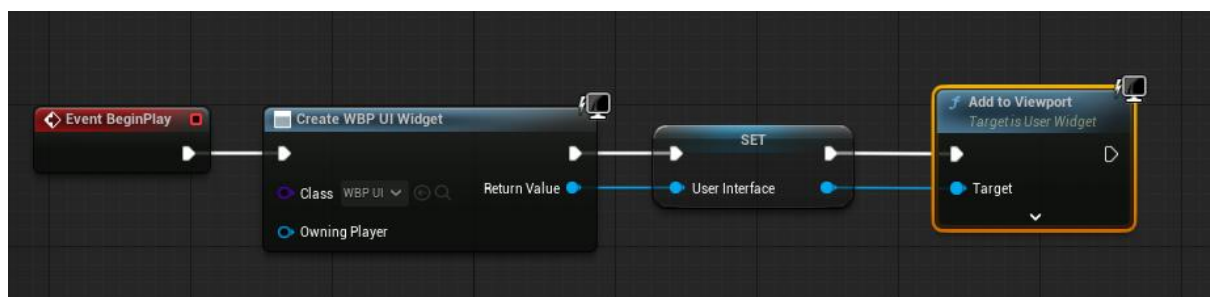 Event BeginPlay
Create WBP UI Widget
Class WBP UI
Return Value
Owning Player
SET
User Interface
f Add to Viewport
Target is User Widget
Target